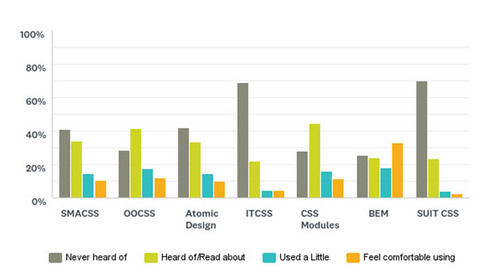 100%
80%
60%
40%
20%
0%
SMACSS
OOCSS
Atomic
Design
ITCSS
CSS
Modules
BEM
SUIT CSS
Never heard of
Heard of/Read about
Used a Little
Feel comfortable using